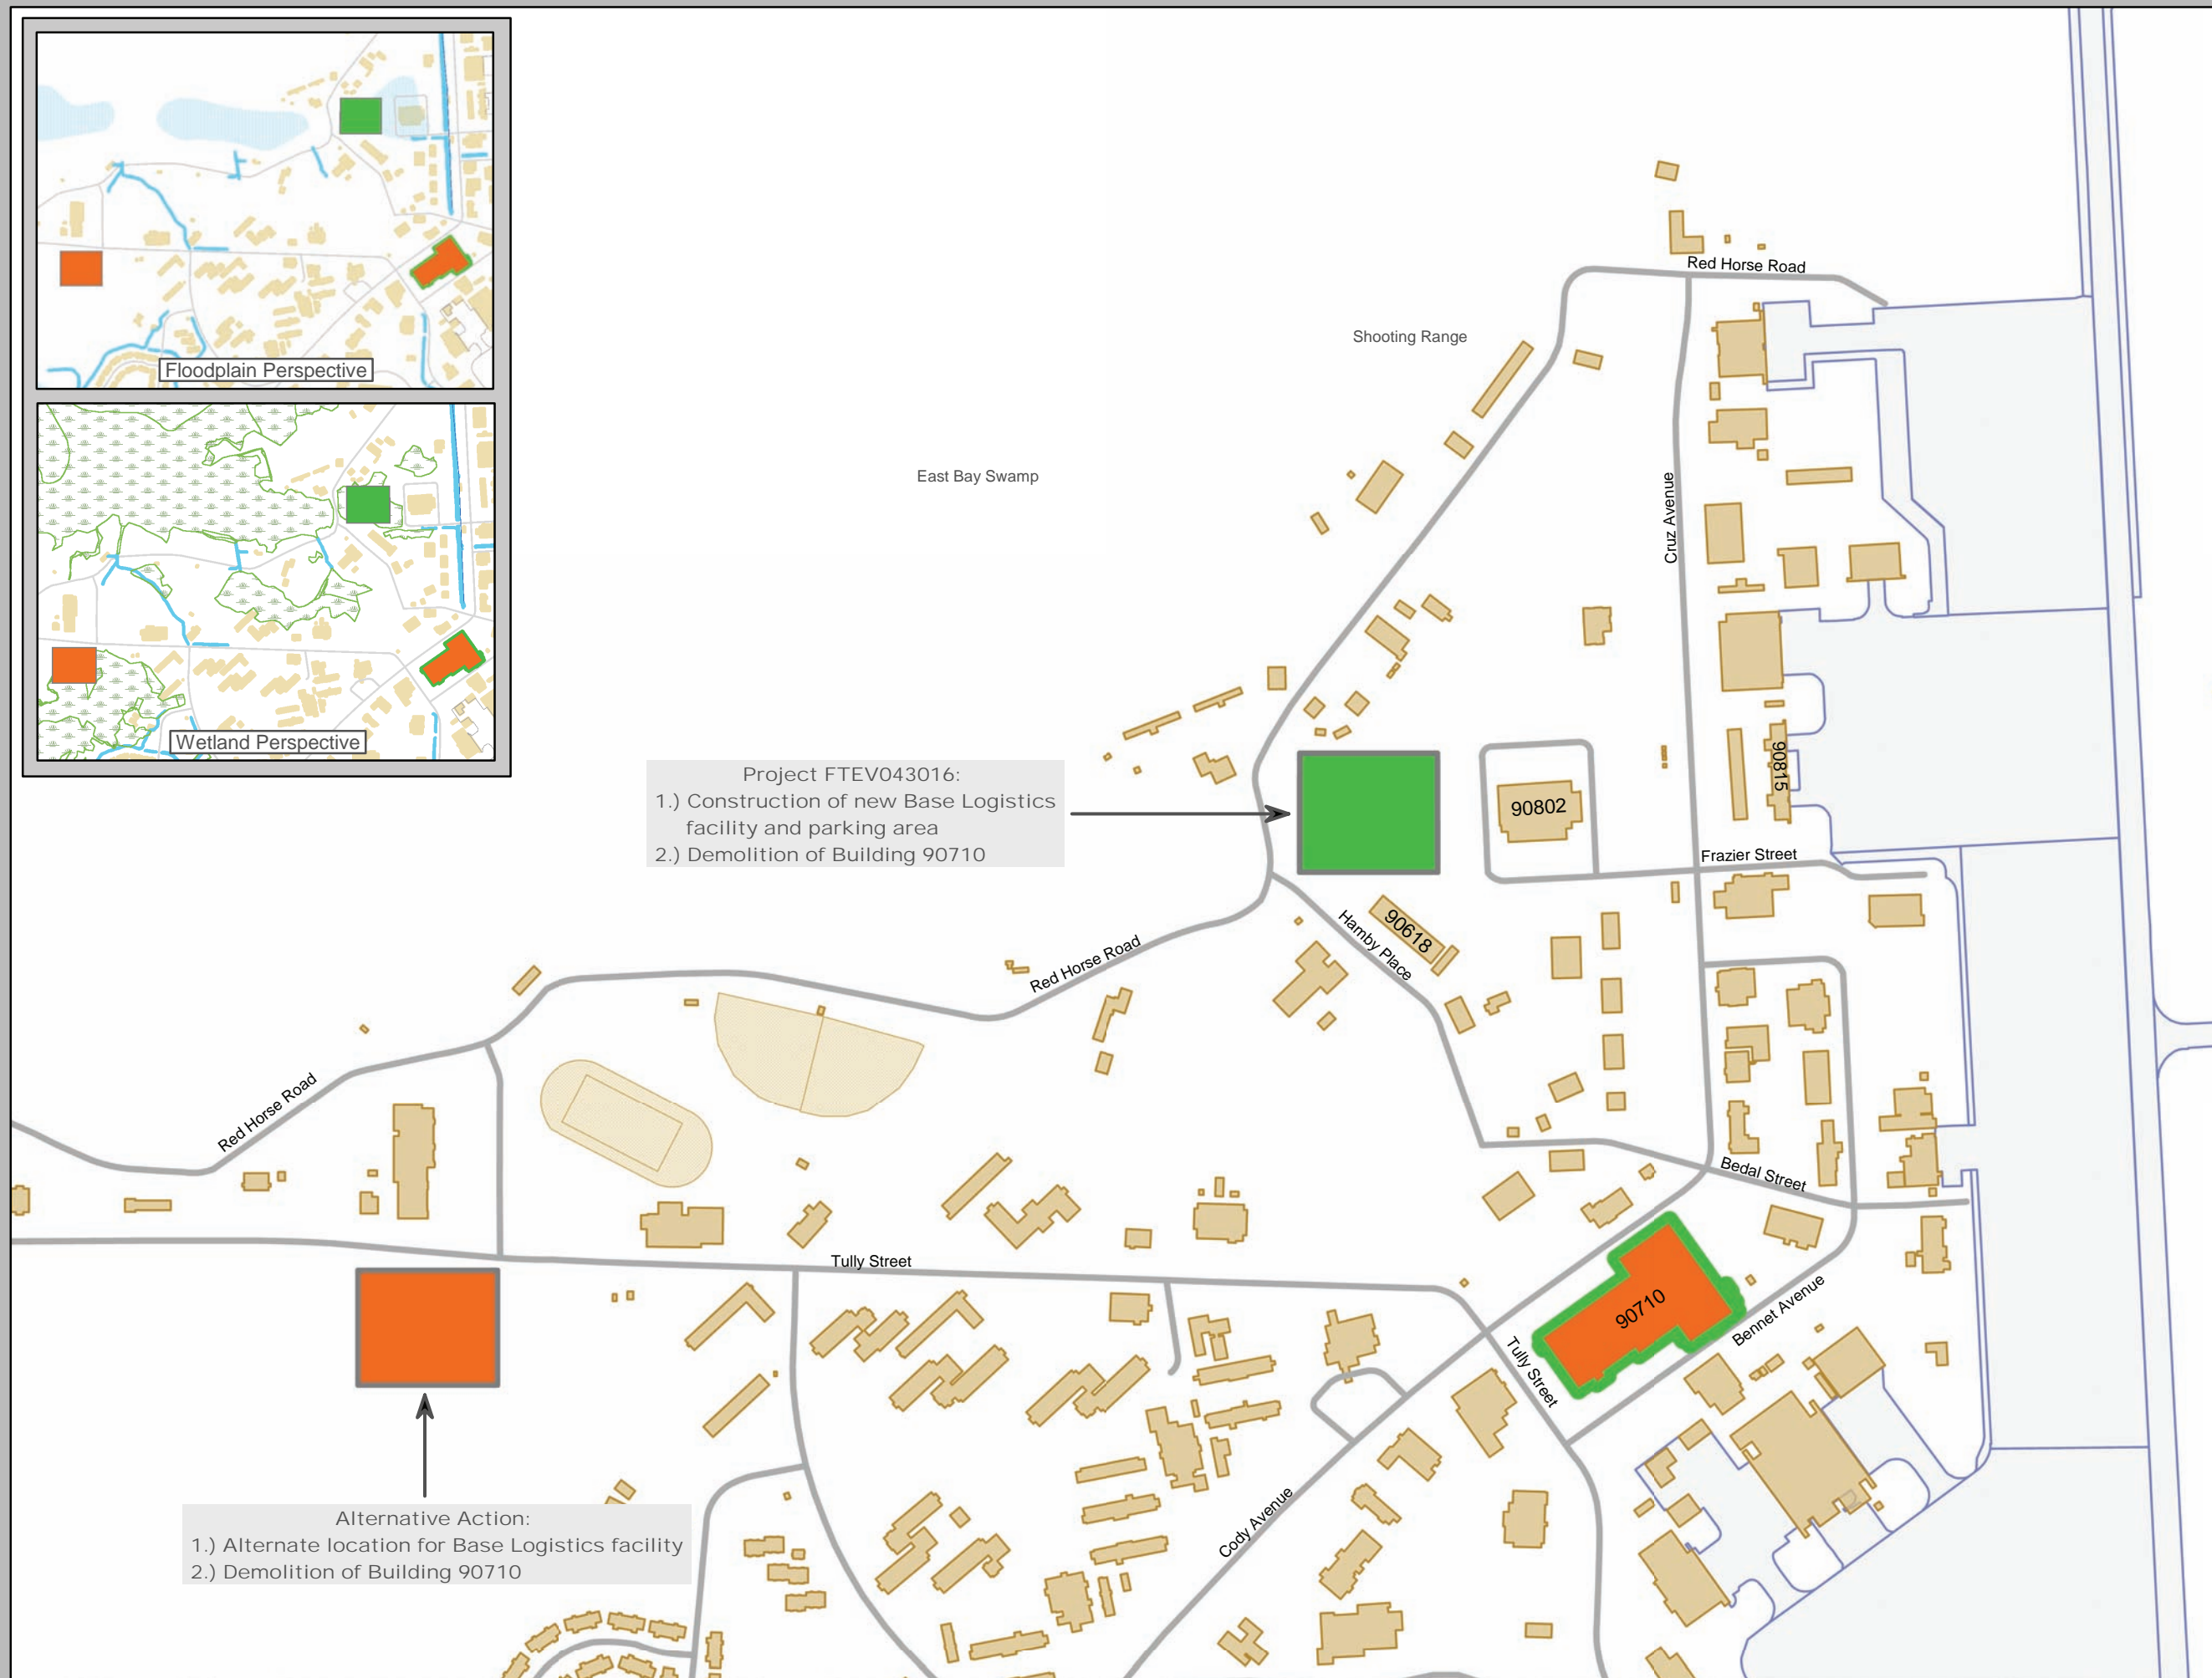 Floodplain Perspective
Wetland Perspective
Red Horse Road
Shooting Range
East Bay Swamp
Cruz Avenue
90815
Project FTEV043016:
1.) Construction of new Base Logistics
facility and parking area
2.) Demolition of Building 90710
90802
Frazier Street
90618
Hamby Place
Red Horse Road
Red Horse Road
Bedal Street
Tully Street
90710
Bennet Avenue
Tully Street
Cody Avenue
Alternative Action:
1.) Alternate location for Base Logistics facility
2.) Demolition of Building 90710